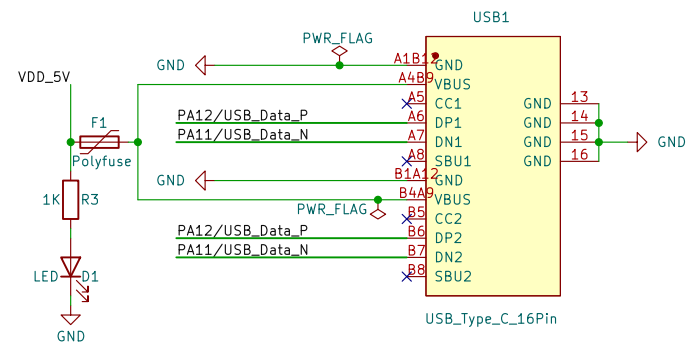 USB1
PWR_FLAG
GND
A1B12
GND
VDD_5V
A4B9
VBUS
A5
CC1
GND
13
F1
PA12/USB_Data_P
A6
DP1
GND
14
PA11/USB_Data_N
A7
DN1
GND
15
GND
Polyfuse
A8
SBU1
GND
16
GND
B1A12
GND
1K
R3
B4A9
VBUS
PWR_FLAG
B5
CC2
PA12/USB_Data_P
B6
DP2
PA11/USB_Data_N
B7
DN2
LED
D1
B8
SBU2
USB_Type_C_16Pin
GND